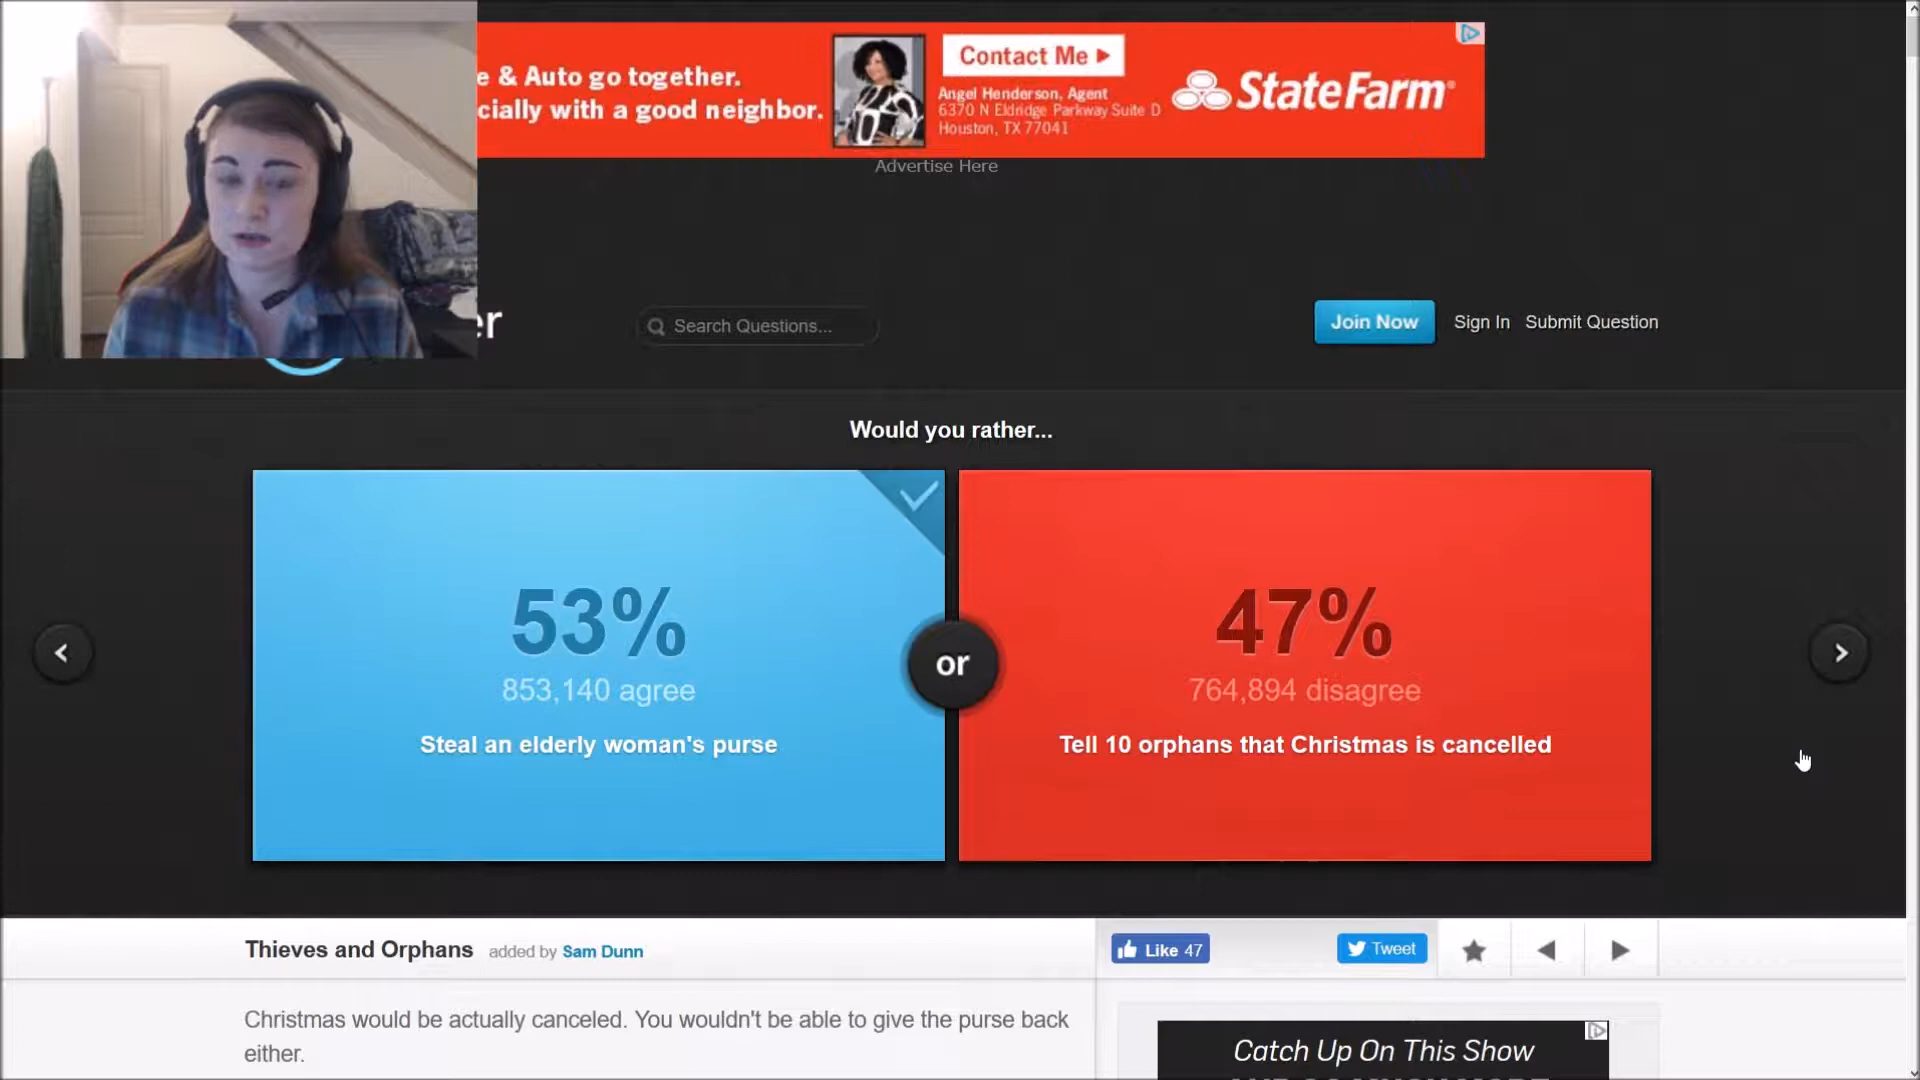 e & Auto go together.
cially with a good neighbor.
Contact Me
Angel Henderson, Agent
6370 N Eldridge Parkway Suite D
Houston, TX 77041
StateFarm®
Advertise Here
er
Search Questions...
Join Now
Sign In
Submit Question
Would you rather...
53%
853,140 agree
Steal an elderly woman's purse
or
47%
764,894 disagree
Tell 10 orphans that Christmas is cancelled
Thieves and Orphans added by Sam Dunn
Like 47
Tweet
Christmas would be actually canceled. You wouldn't be able to give the purse back
either.
Catch Up On This Show